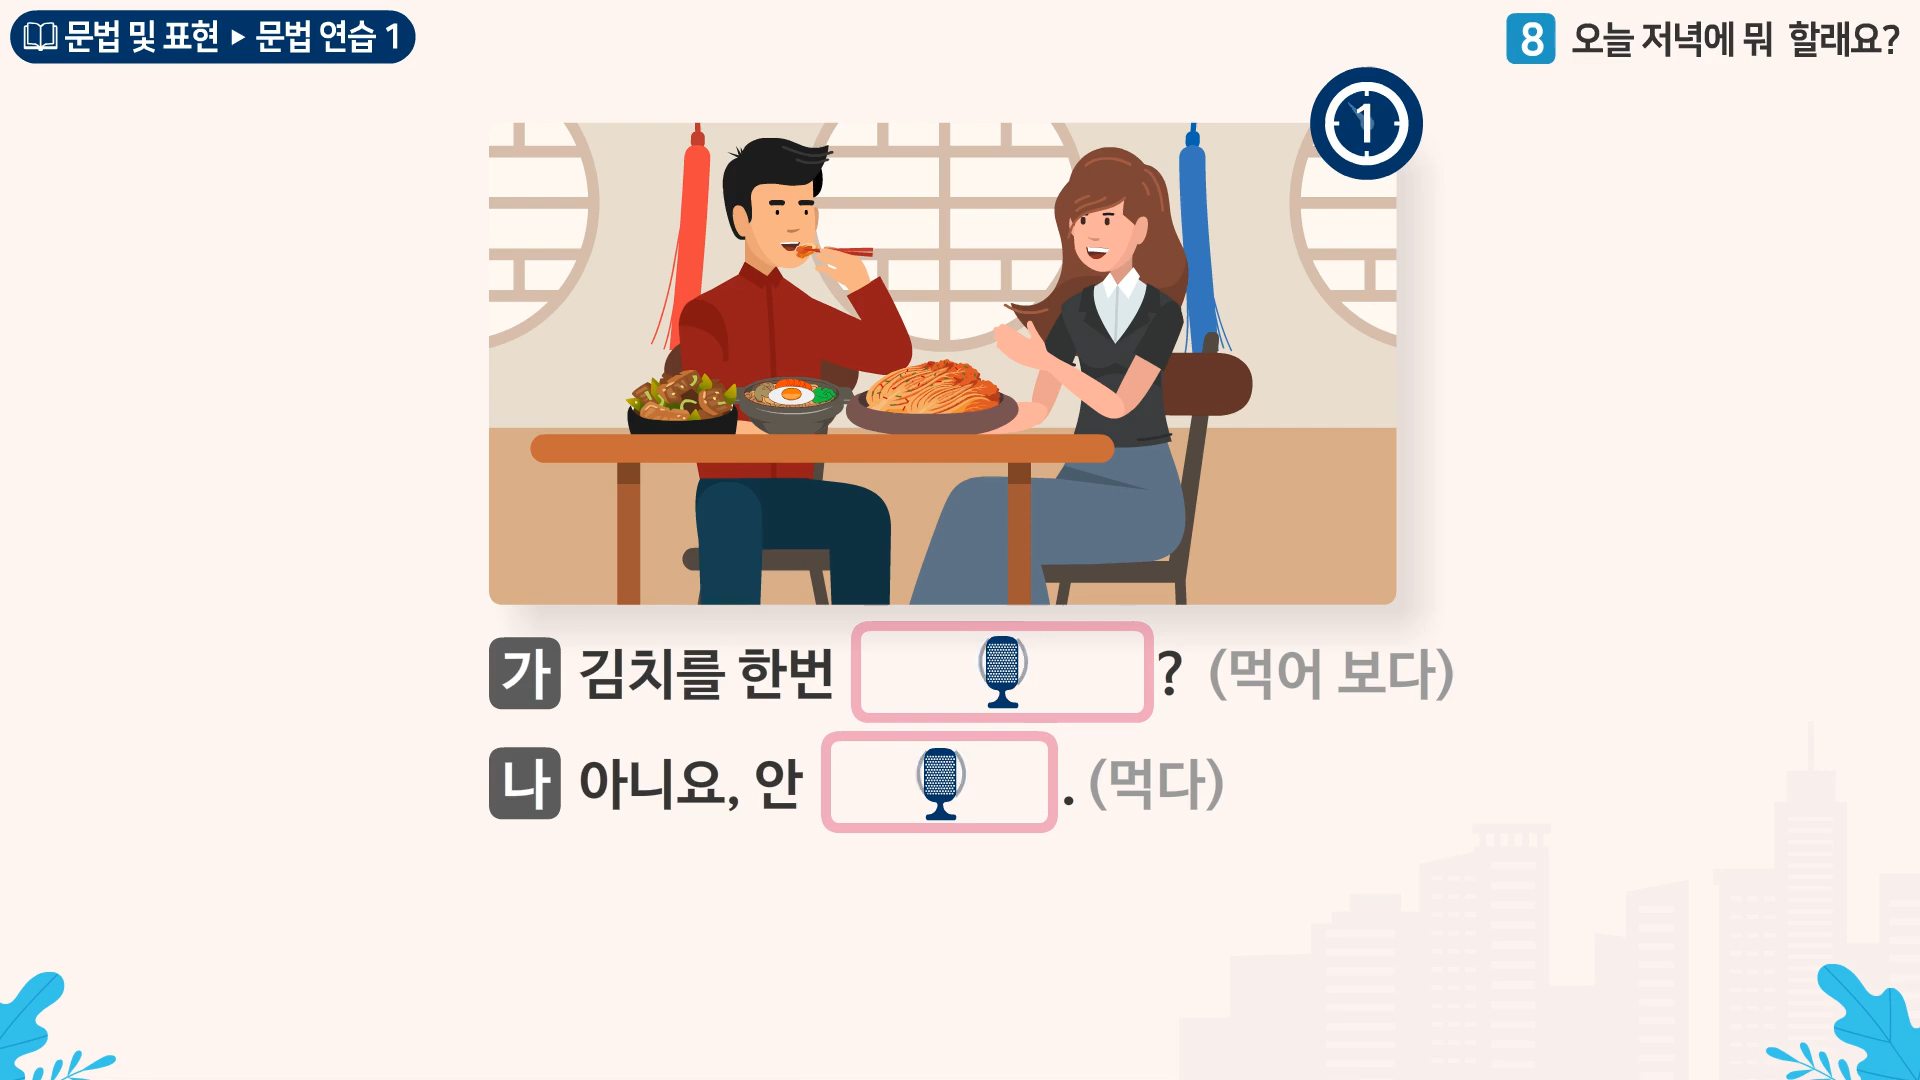 문법 및 표현 ▶ 문법 연습 1
8 오늘 저녁에 뭐 할래요?
1
가 김치를 한번 ? (먹어 보다)
나 아니요, 안 . (먹다)